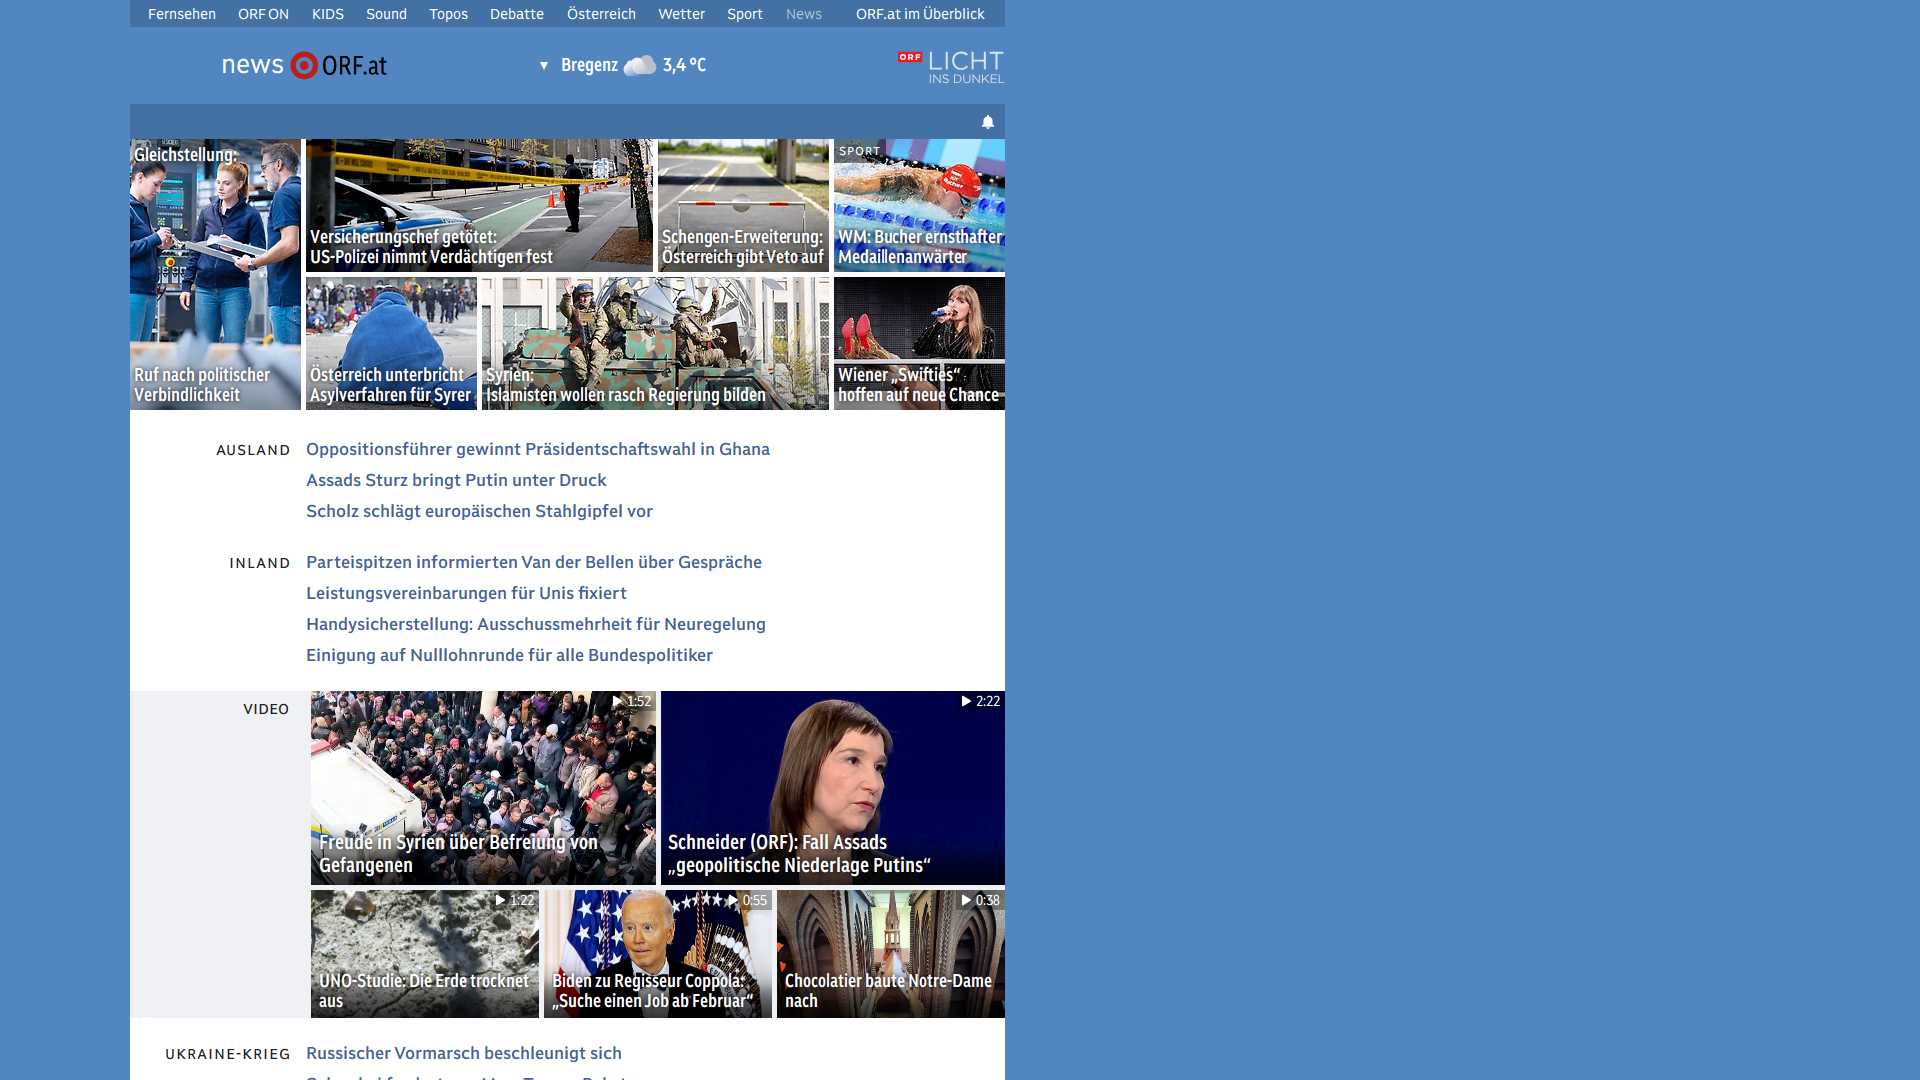 Fernsehen ORF ON KIDS Sound Topos Debatte Österreich Wetter Sport News ORF.at im Überblick
news ORF.at
▼ Bregenz 3,4 °C
ORF LICHT
INS DUNKEL
Gleichstellung:
Ruf nach politischer
Verbindlichkeit
Versicherungschef getötet:
US-Polizei nimmt Verdächtigen fest
Schengen-Erweiterung:
Österreich gibt Veto auf
SPORT
WM: Bucher ernsthafter
Medaillenanwärter
Österreich unterbricht
Asylverfahren für Syrer
Syrien:
Islamisten wollen rasch Regierung bilden
Wiener „Swifties“
hoffen auf neue Chance
AUSLAND
Oppositionsführer gewinnt Präsidentschaftswahl in Ghana
Assads Sturz bringt Putin unter Druck
Scholz schlägt europäischen Stahlgipfel vor
INLAND
Parteispitzen informierten Van der Bellen über Gespräche
Leistungsvereinbarungen für Unis fixiert
Handysicherstellung: Ausschussmehrheit für Neuregelung
Einigung auf Nulllohnrunde für alle Bundespolitiker
VIDEO
1:52
Freude in Syrien über Befreiung von
Gefangenen
2:22
Schneider (ORF): Fall Assads
„geopolitische Niederlage Putins“
1:22
UNO-Studie: Die Erde trocknet
aus
0:55
Biden zu Regisseur Coppola:
„Suche einen Job ab Februar“
0:38
Chocolatier baute Notre-Dame
nach
UKRAINE-KRIEG
Russischer Vormarsch beschleunigt sich